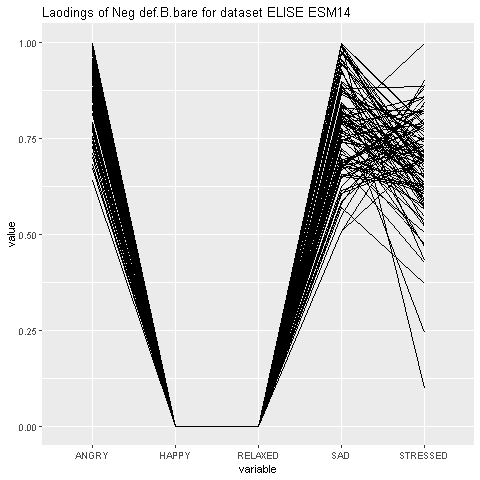 Laodings of Neg def.B.bare for dataset ELISE ESM14
1.00
0.75
0.50
0.25
0.00
value
ANGRY HAPPY RELAXED SAD STRESSED
variable